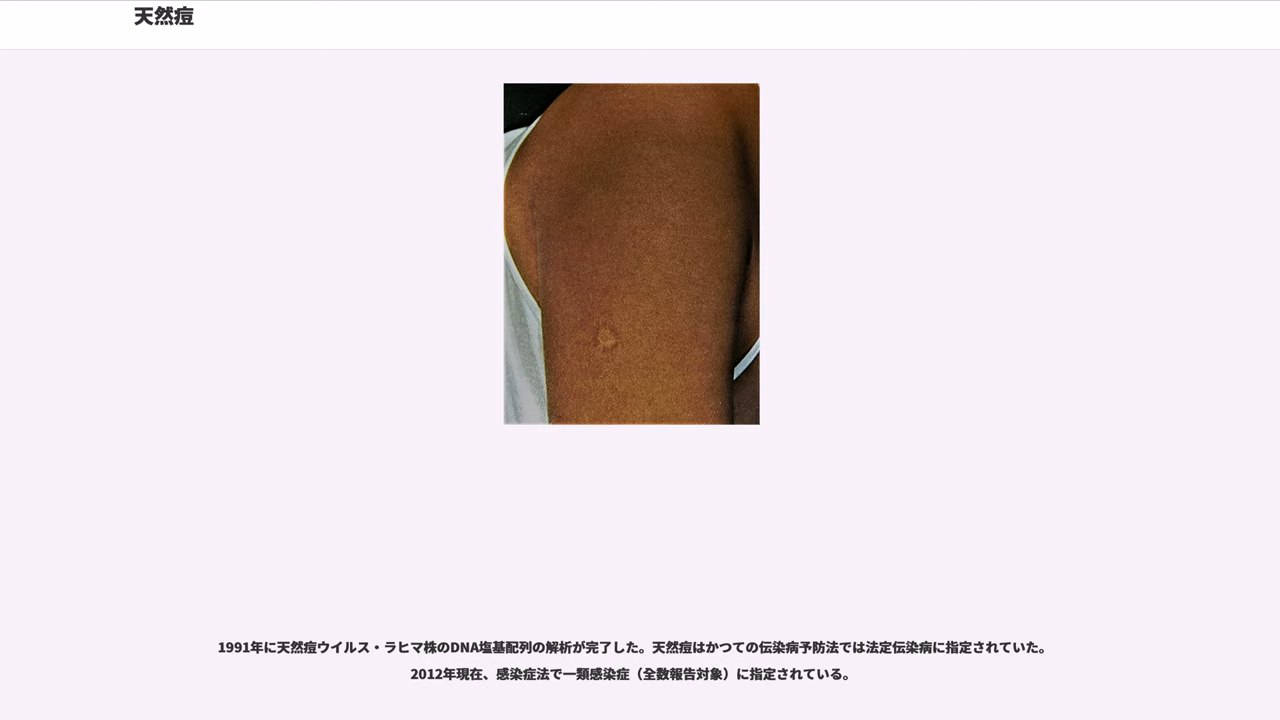 天然痘
1991年に天然痘ウイルス・ラヒマ株のDNA塩基配列の解析が完了した。天然痘はかつての伝染病予防法では法定伝染病に指定されていた。
2012年現在、感染症法で一類感染症（全数報告対象）に指定されている。